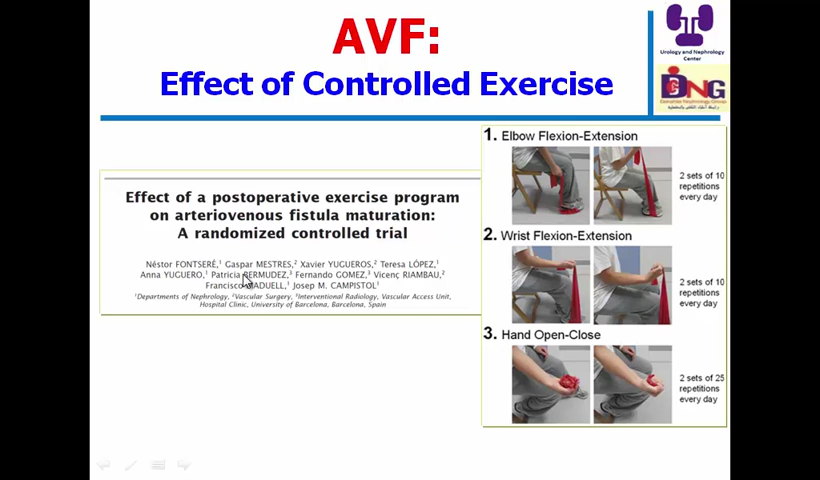 AVF:
Effect of Controlled Exercise
Urology and Nephrology
Center
DNG
Effect of a postoperative exercise program
on arteriovenous fistula maturation:
A randomized controlled trial
Néstor FONTSERÉ,¹ Gaspar MESTRES,² Xavier YUGUEROS,² Teresa LÓPEZ,¹
Anna YUGUERO,¹ Patricia BERMUDEZ,³ Fernando GOMEZ,³ Vicenç RIAMBAU,²
Francisco MADUELL,¹ Josep M. CAMPISTOL¹
¹Departments of Nephrology, ²Vascular Surgery, ³Interventional Radiology, Vascular Access Unit,
Hospital Clinic, University of Barcelona, Barcelona, Spain
1. Elbow Flexion-Extension
2 sets of 10
repetitions
every day
2. Wrist Flexion-Extension
2 sets of 10
repetitions
every day
3. Hand Open-Close
2 sets of 25
repetitions
every day